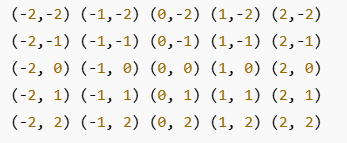 (-2,-2) (-1,-2) (0,-2) (1,-2) (2,-2)
(-2,-1) (-1,-1) (0,-1) (1,-1) (2,-1)
(-2, 0) (-1, 0) (0, 0) (1, 0) (2, 0)
(-2, 1) (-1, 1) (0, 1) (1, 1) (2, 1)
(-2, 2) (-1, 2) (0, 2) (1, 2) (2, 2)